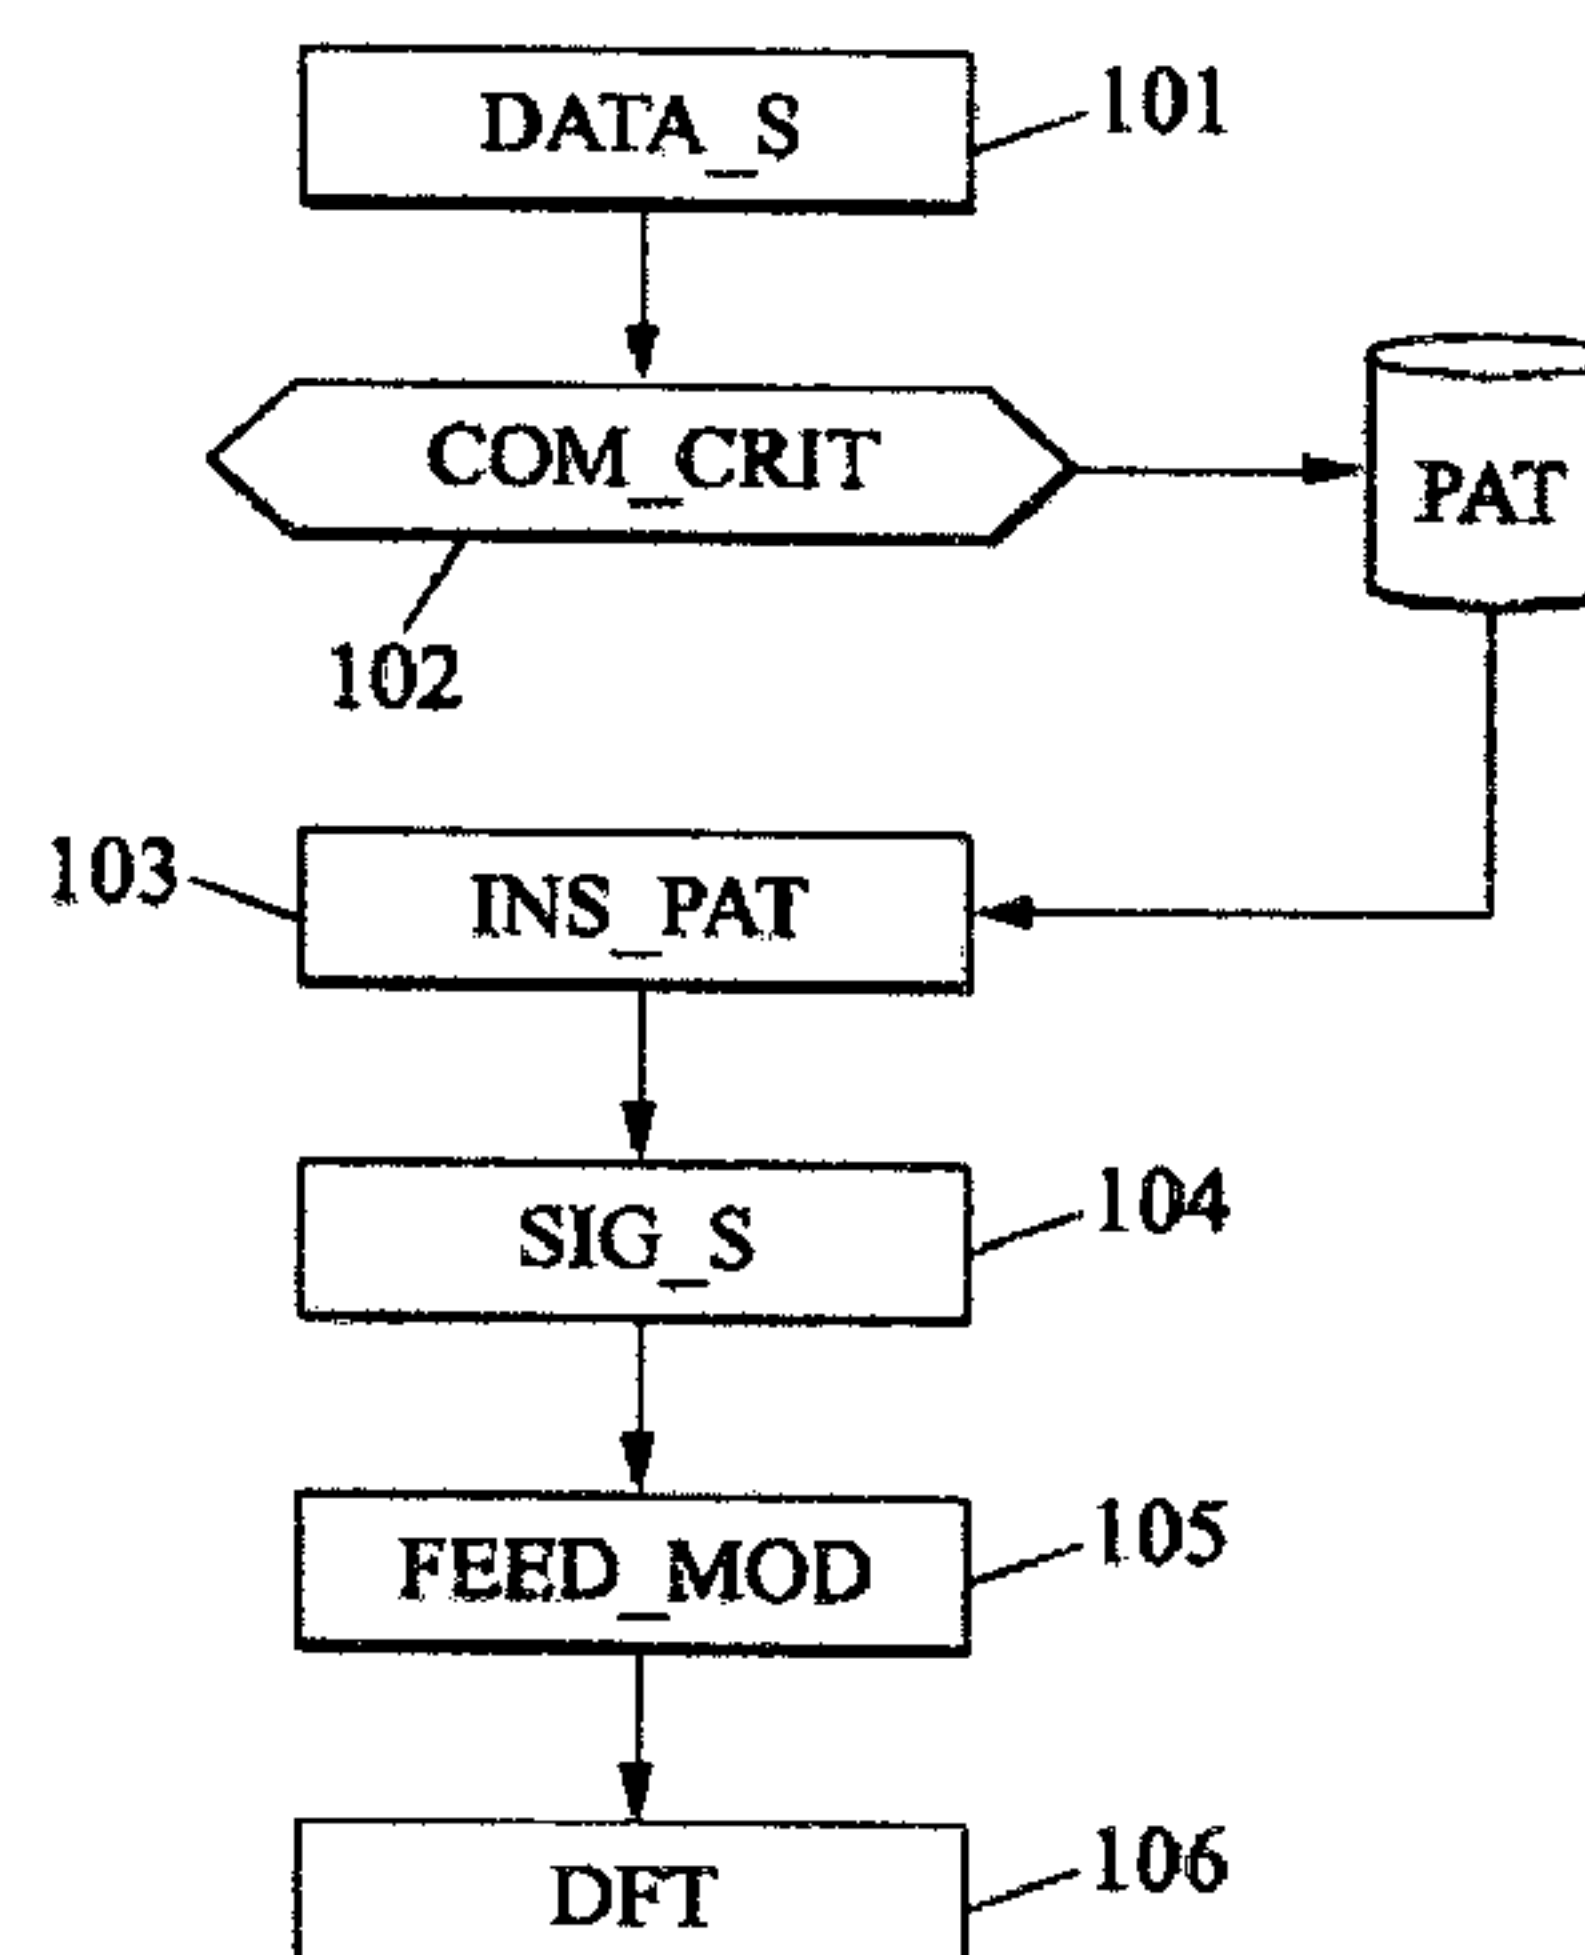 DATA_S
101
COM_CRIT
PAT
102
103
INS_PAT
SIG_S
104
FEED_MOD
105
DFT
106